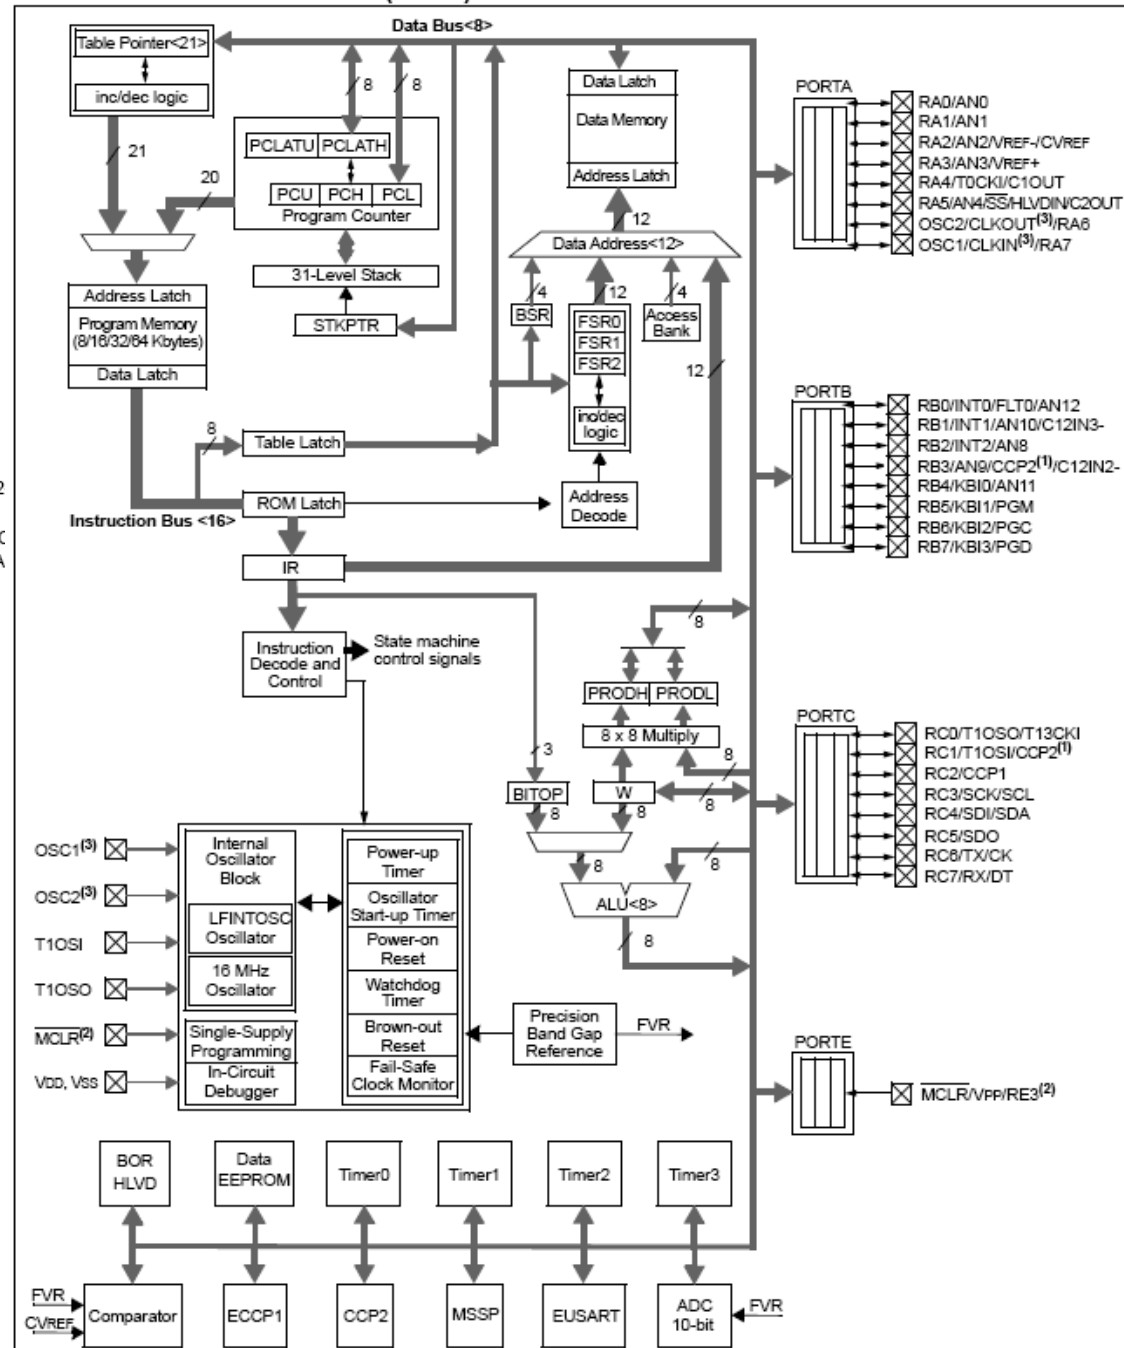 Data Bus<8>
Table Pointer<21>
inc/dec logic
21
20
8
8
PCLATU PCLATH
PCU PCH PCL
Program Counter
31-Level Stack
STKPTR
Data Latch
Data Memory
Address Latch
12
Data Address<12>
4
12
4
BSR
FSR0
FSR1
FSR2
inc/dec
logic
Access
Bank
12
Address
Decode
Address Latch
Program Memory
(8/16/32/64 Kbytes)
Data Latch
8
Table Latch
ROM Latch
Instruction Bus <16>
IR
Instruction
Decode and
Control
State machine
control signals
8
PRODH PRODL
8 x 8 Multiply
8
3
BITOP
W
8
8
8
8
8
ALU<8>
8
OSC1(3)
OSC2(3)
T1OSI
T1OSO
MCLR(2)
VDD, VSS
Internal
Oscillator
Block
LFINTOSC
Oscillator
16 MHz
Oscillator
Single-Supply
Programming
In-Circuit
Debugger
Power-up
Timer
Oscillator
Start-up Timer
Power-on
Reset
Watchdog
Timer
Brown-out
Reset
Fail-Safe
Clock Monitor
Precision
Band Gap
Reference
FVR
PORTA
RA0/AN0
RA1/AN1
RA2/AN2/VREF-/CVREF
RA3/AN3/VREF+
RA4/T0CKI/C1OUT
RA5/AN4/SS/HLVDIN/C2OUT
OSC2/CLKOUT(3)/RA6
OSC1/CLKIN(3)/RA7
PORTB
RB0/INT0/FLT0/AN12
RB1/INT1/AN10/C12IN3-
RB2/INT2/AN8
RB3/AN9/CCP2(1)/C12IN2-
RB4/KBI0/AN11
RB5/KBI1/PGM
RB6/KBI2/PGC
RB7/KBI3/PGD
PORTC
RC0/T1OSO/T13CKI
RC1/T1OSI/CCP2(1)
RC2/CCP1
RC3/SCK/SCL
RC4/SDI/SDA
RC5/SDO
RC6/TX/CK
RC7/RX/DT
PORTE
MCLR/VPP/RE3(2)
BOR
HLVD
Data
EEPROM
Timer0
Timer1
Timer2
Timer3
FVR
CVREF
Comparator
ECCP1
CCP2
MSSP
EUSART
ADC
10-bit
FVR